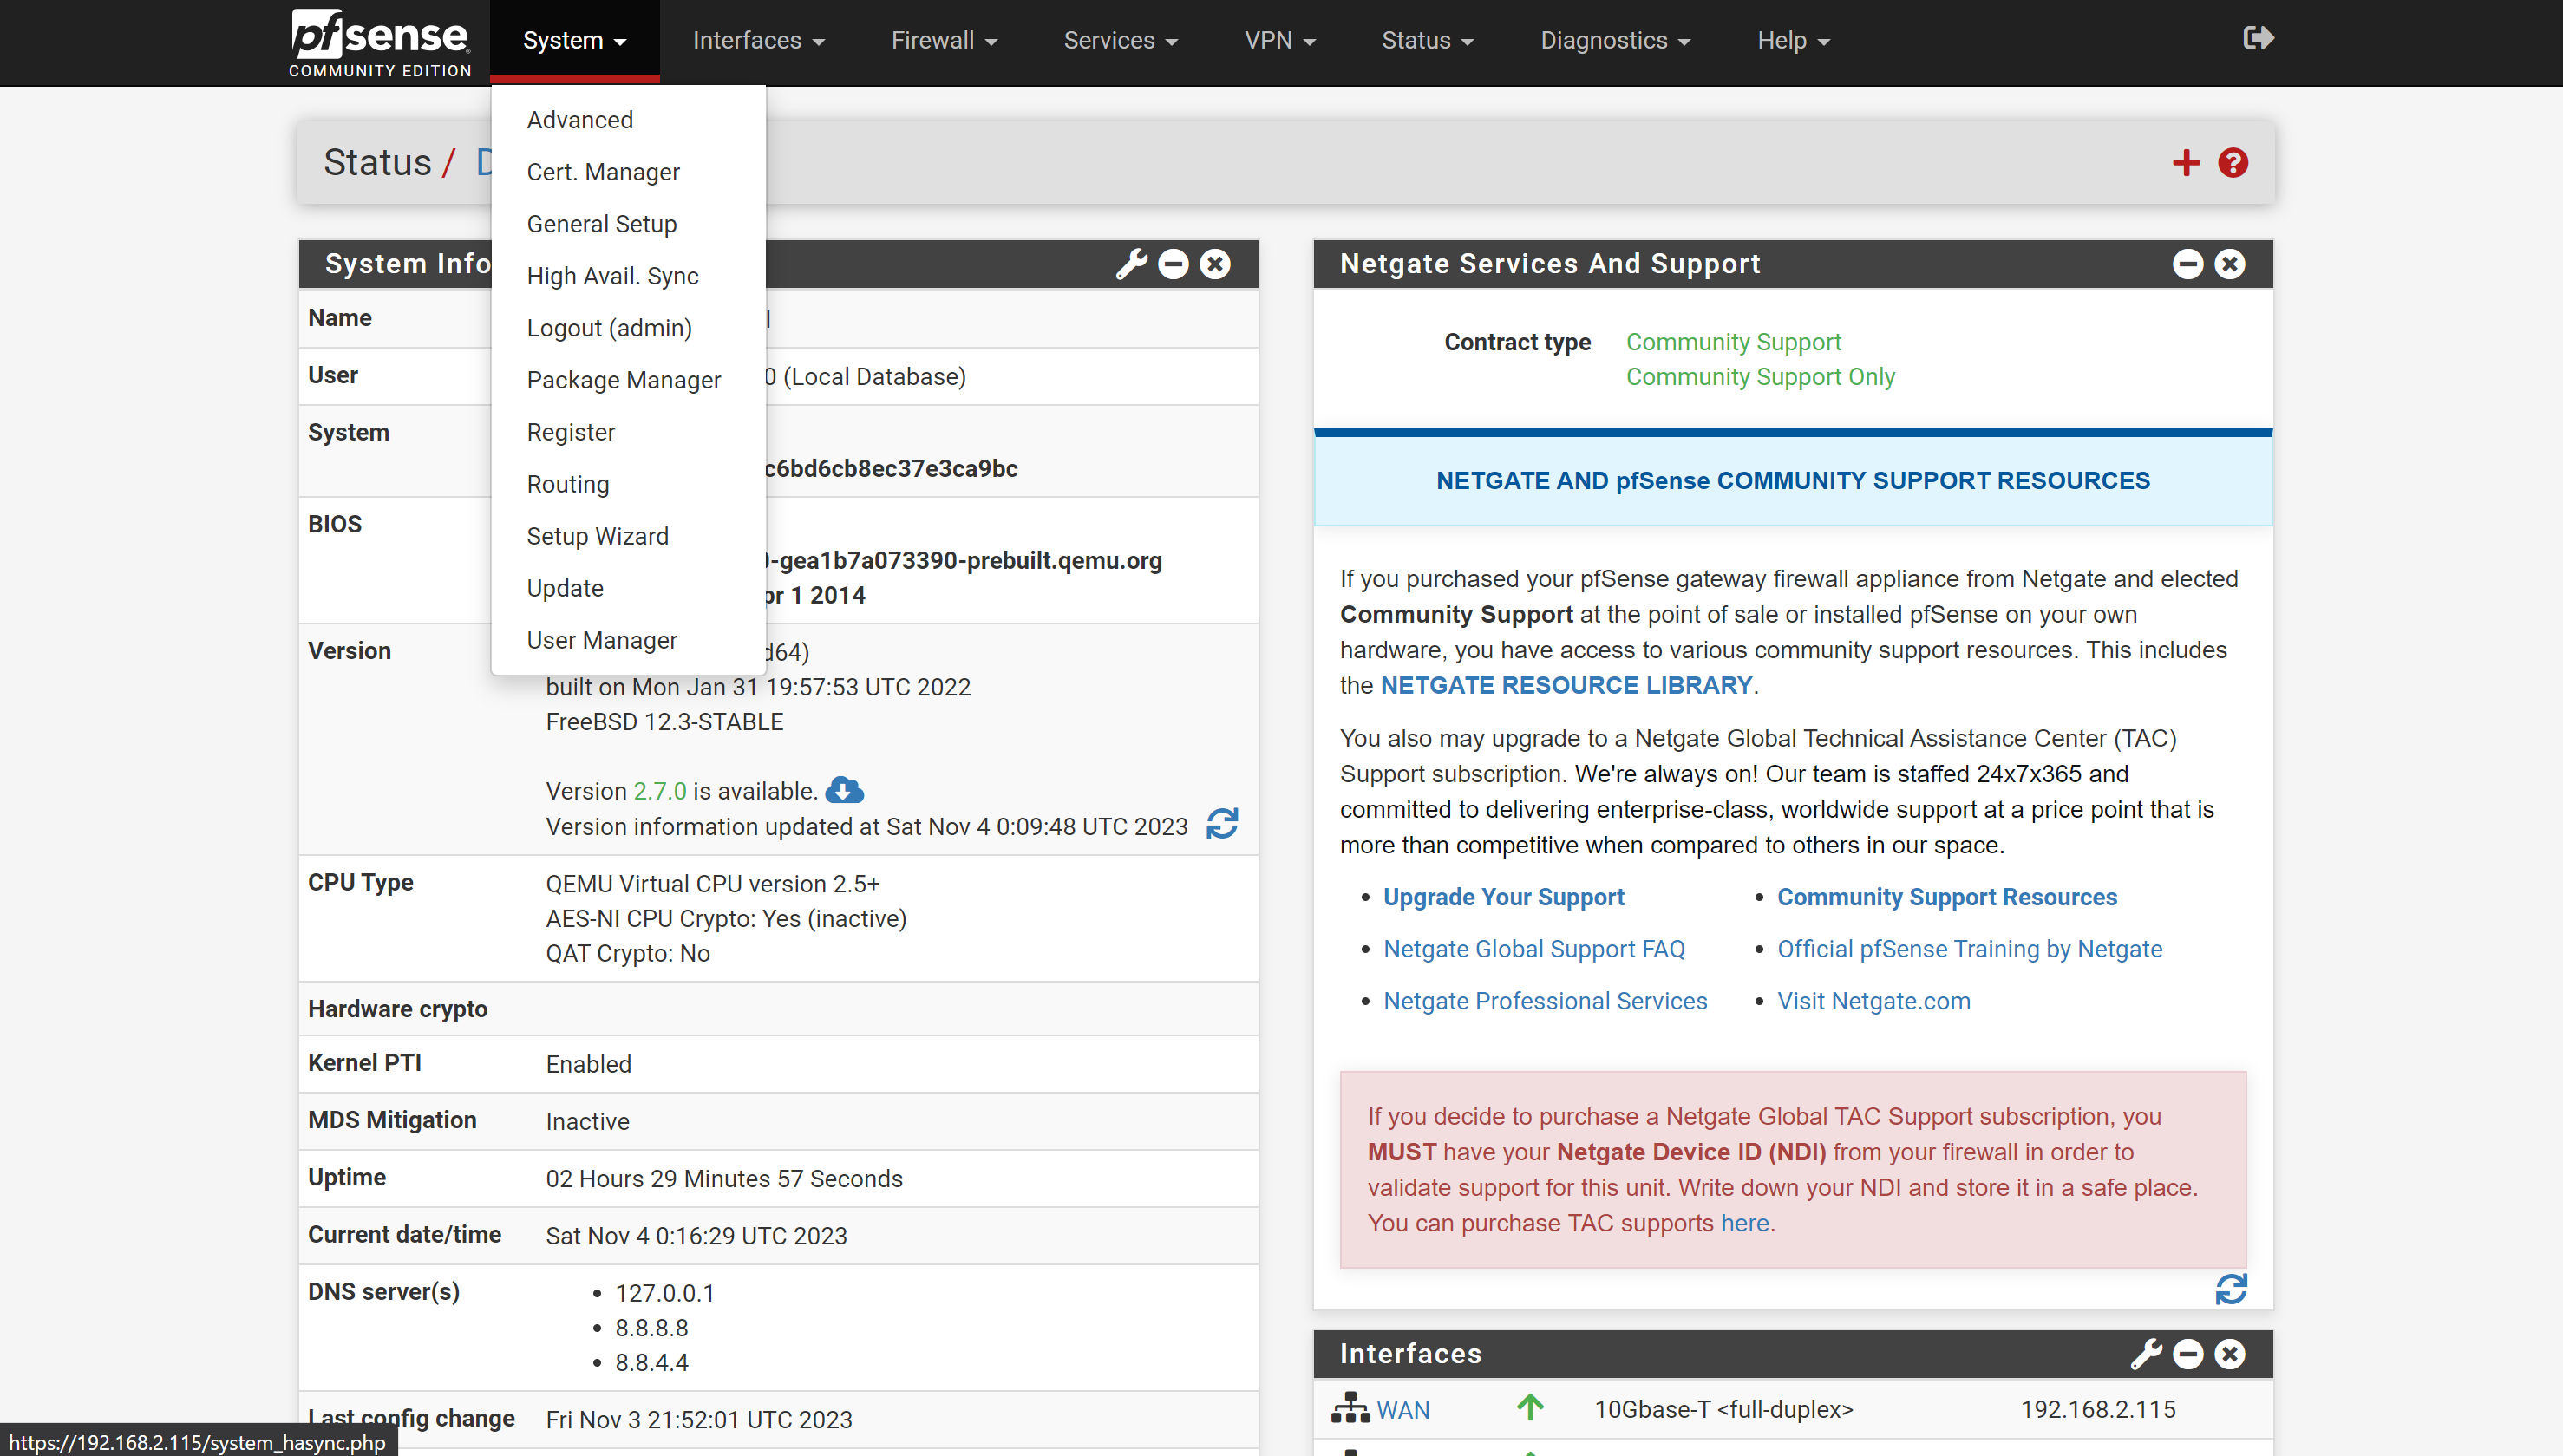 pfsense
COMMUNITY EDITION
System
Interfaces
Firewall
Services
VPN
Status
Diagnostics
Help
Advanced
Cert. Manager
General Setup
High Avail. Sync
Logout (admin)
Package Manager
Register
Routing
Setup Wizard
Update
User Manager
Status /
System Info
Name
User 0 (Local Database)
System
c6bd6cb8ec37e3ca9bc
BIOS
-gea1b7a073390-prebuilt.qemu.org
pr 1 2014
Version d64)
built on Mon Jan 31 19:57:53 UTC 2022
FreeBSD 12.3-STABLE
Version 2.7.0 is available.
Version information updated at Sat Nov 4 0:09:48 UTC 2023
CPU Type QEMU Virtual CPU version 2.5+
AES-NI CPU Crypto: Yes (inactive)
QAT Crypto: No
Hardware crypto
Kernel PTI Enabled
MDS Mitigation Inactive
Uptime 02 Hours 29 Minutes 57 Seconds
Current date/time Sat Nov 4 0:16:29 UTC 2023
DNS server(s)
• 127.0.0.1
• 8.8.8.8
• 8.8.4.4
Last config change Fri Nov 3 21:52:01 UTC 2023
https://192.168.2.115/system_hasync.php
Netgate Services And Support
Contract type Community Support
Community Support Only
NETGATE AND pfSense COMMUNITY SUPPORT RESOURCES
If you purchased your pfSense gateway firewall appliance from Netgate and elected
Community Support at the point of sale or installed pfSense on your own
hardware, you have access to various community support resources. This includes
the NETGATE RESOURCE LIBRARY.
You also may upgrade to a Netgate Global Technical Assistance Center (TAC)
Support subscription. We're always on! Our team is staffed 24x7x365 and
committed to delivering enterprise-class, worldwide support at a price point that is
more than competitive when compared to others in our space.
• Upgrade Your Support
• Community Support Resources
• Netgate Global Support FAQ
• Official pfSense Training by Netgate
• Netgate Professional Services
• Visit Netgate.com
If you decide to purchase a Netgate Global TAC Support subscription, you
MUST have your Netgate Device ID (NDI) from your firewall in order to
validate support for this unit. Write down your NDI and store it in a safe place.
You can purchase TAC supports here.
Interfaces
WAN 10Gbase-T <full-duplex> 192.168.2.115